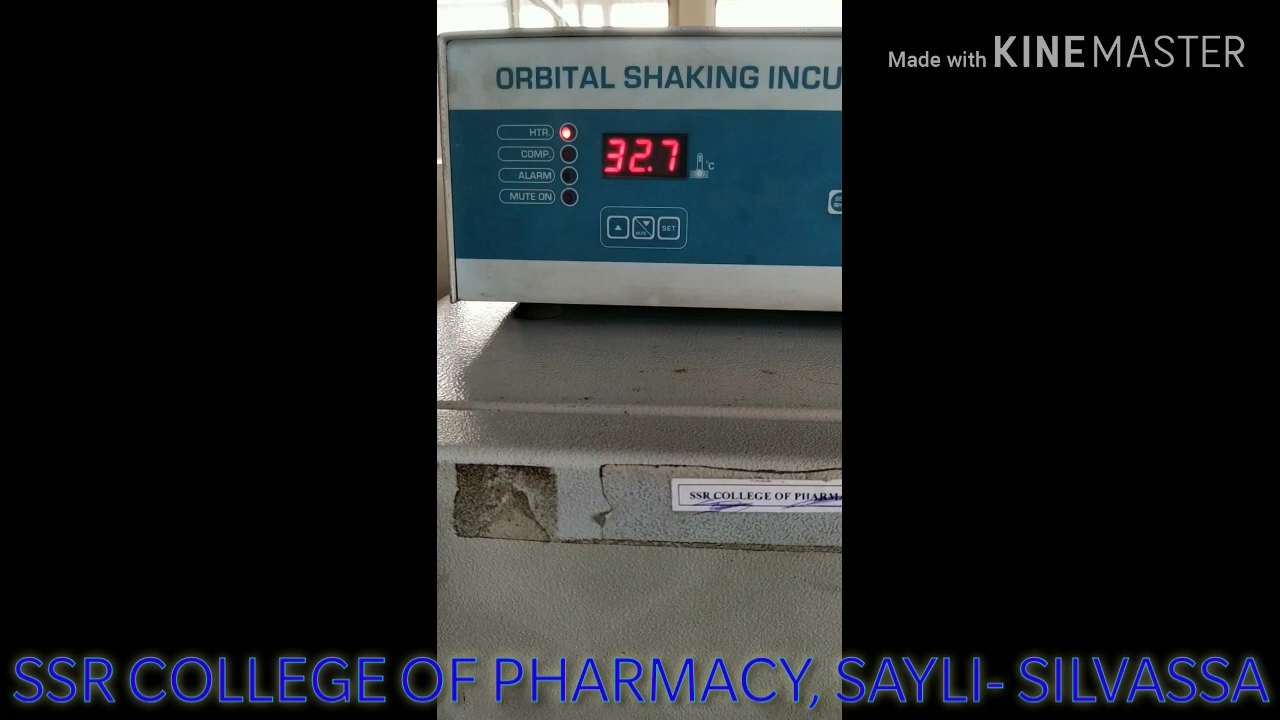 Made with KINEMASTER
ORBITAL SHAKING INCU
HTR.
COMP.
ALARM
MUTE ON
32.7
°C
MUTE
SET
SSR COLLEGE OF PHARM
SSR COLLEGE OF PHARMACY, SAYLI- SILVASSA